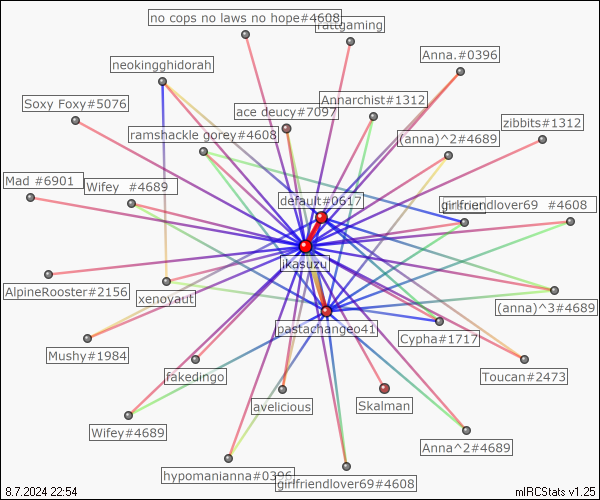 no cops no laws no hope#4608
rattgaming
Anna.#0396
neokingghidorah
Soxy Foxy#5076
Annarchist#1312
ace deucy#7097
zibbits#1312
ramshackle gorey#4608
(anna)^2#4689
Mad  #6901
Wifey  #4689
default#0617
girlfriendlover69  #4608
ikasuzu
AlpineRooster#2156
xenoyaut
(anna)^3#4689
pastachangeo41
Cypha#1717
Mushy#1984
fakedingo
Toucan#2473
avelicious
Skalman
Wifey#4689
Anna^2#4689
hypomanianna#0396
girlfriendlover69#4608
8.7.2024 22:54
mIRCStats v1.25